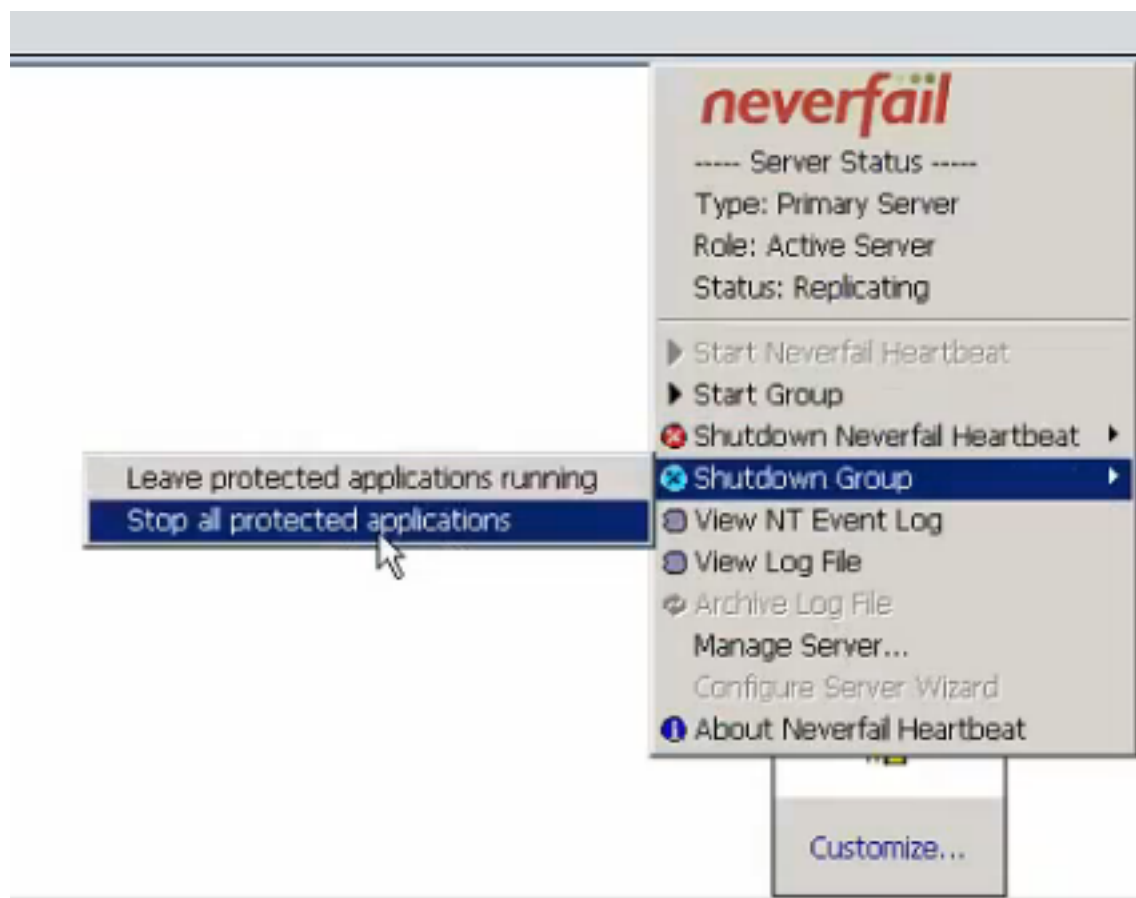 neverfail
----- Server Status -----
Type: Primary Server
Role: Active Server
Status: Replicating
Start Neverfail Heartbeat
Start Group
Shutdown Neverfail Heartbeat
Shutdown Group
Leave protected applications running
Stop all protected applications
View NT Event Log
View Log File
Archive Log File
Manage Server...
Configure Server Wizard
About Neverfail Heartbeat
Customize...